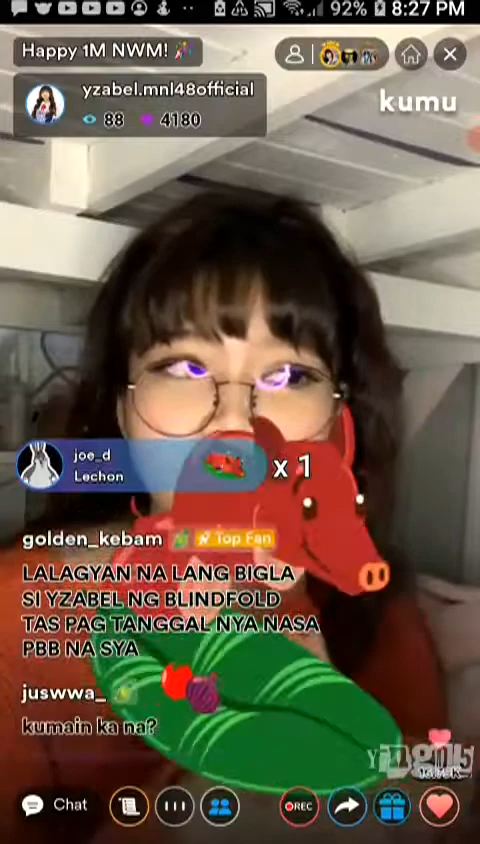 92% 8:27 PM
Happy 1M NWM!
yzabel.mnl48official
88 4180
kumu
joe_d
Lechon
x 1
golden_kebam Top Fan
LALAGYAN NA LANG BIGLA
SI YZABEL NG BLINDFOLD
TAS PAG TANGGAL NYA NASA
PBB NA SYA
juswwa_
kumain ka na?
Chat
REC